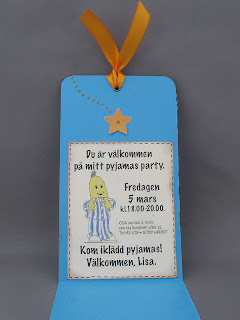 Du är välkommen
på mitt pyjamas party.
Fredagen
5 mars
kl.18.00-20.00.
Kom iklädd pyjamas!
Välkommen, Lisa.